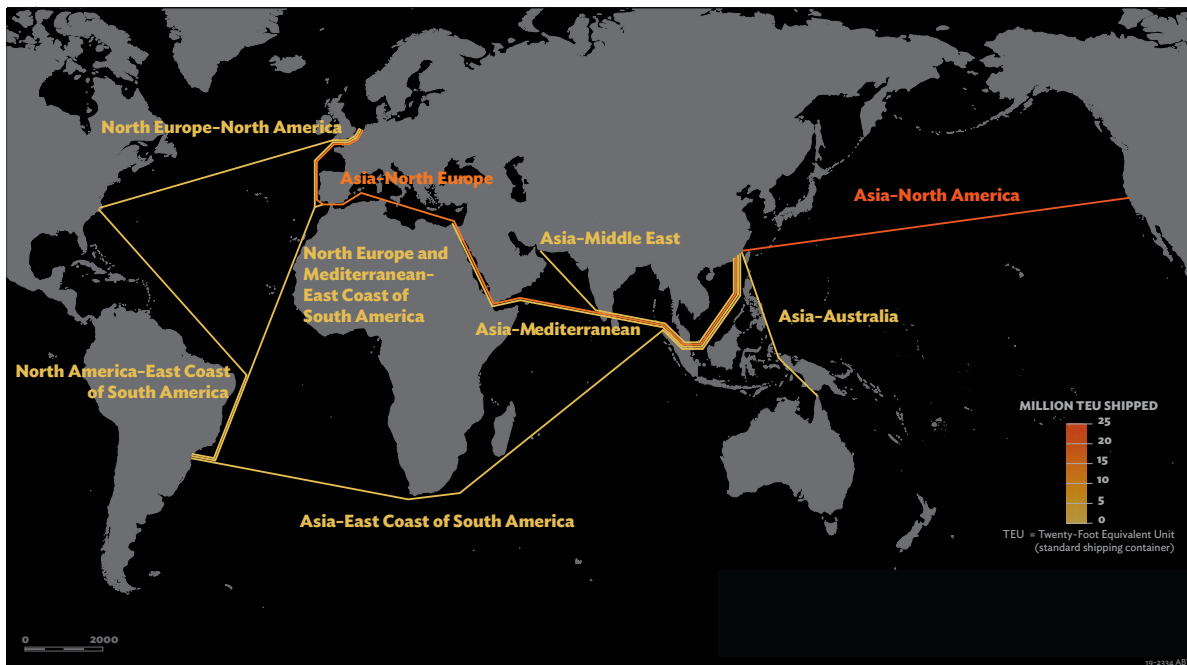 North Europe–North America
Asia–North Europe
Asia–North America
Asia–Middle East
North Europe and
Mediterranean–
East Coast of
South America
Asia–Mediterranean
Asia–Australia
North America–East Coast
of South America
Asia–East Coast of South America
MILLION TEU SHIPPED
25
20
15
10
5
0
TEU = Twenty-Foot Equivalent Unit
(standard shipping container)
0 2000
19-2334 AB